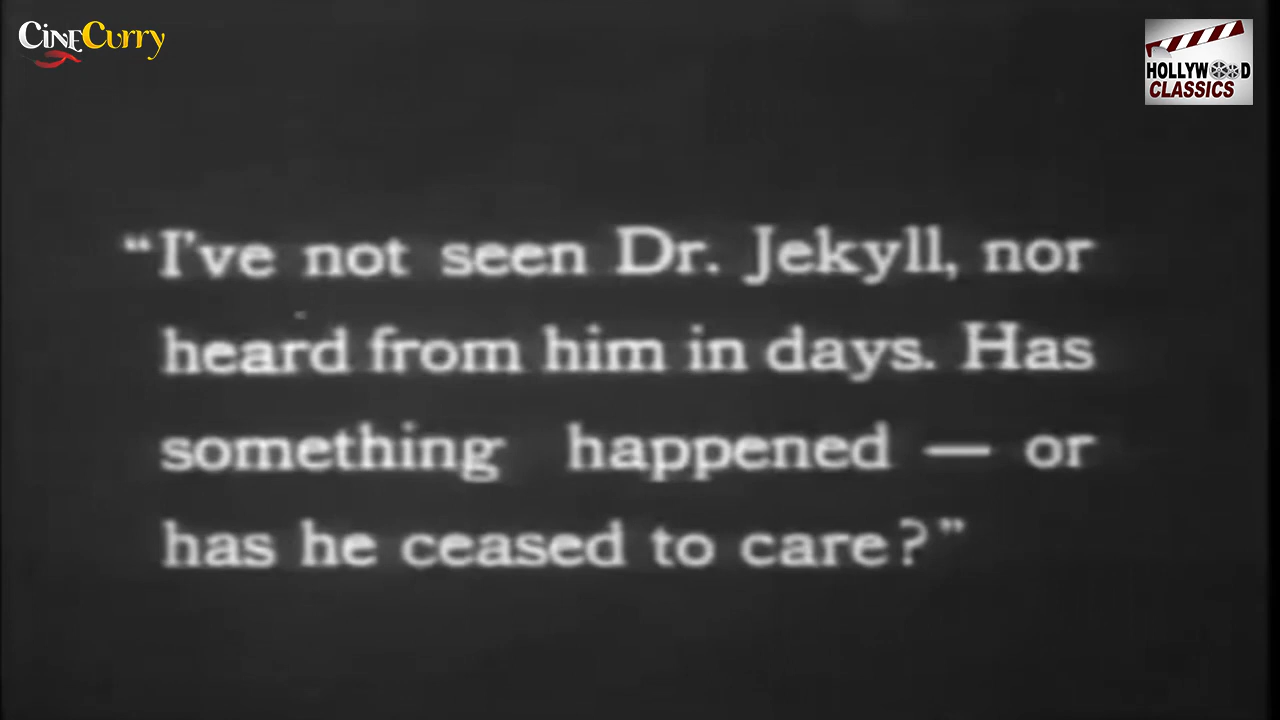 CineCurry
HOLLYWOOD
CLASSICS
“I’ve not seen Dr. Jekyll, nor
heard from him in days. Has
something happened — or
has he ceased to care?”